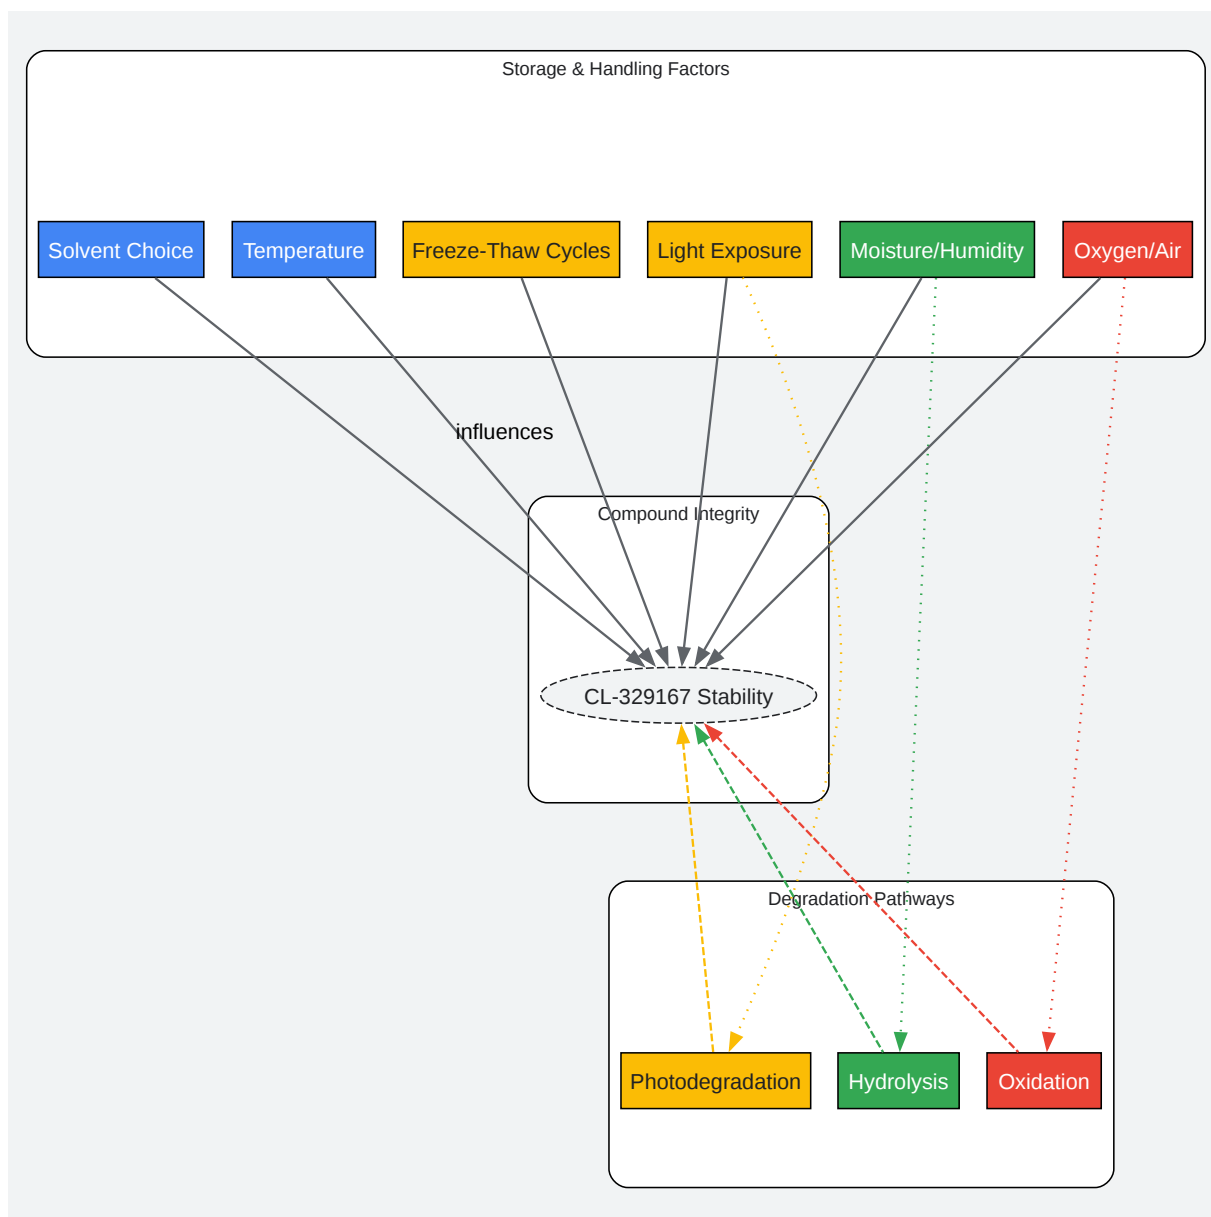 Storage & Handling Factors
Solvent Choice
Temperature
Freeze-Thaw Cycles
Light Exposure
Moisture/Humidity
Oxygen/Air
influences
Compound Integrity
CL-329167 Stability
Degradation Pathways
Photodegradation
Hydrolysis
Oxidation